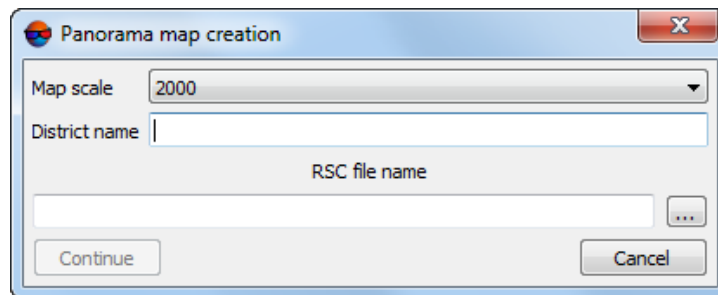 Panorama map creation
Map scale 2000
District name
RSC file name
...
Continue Cancel